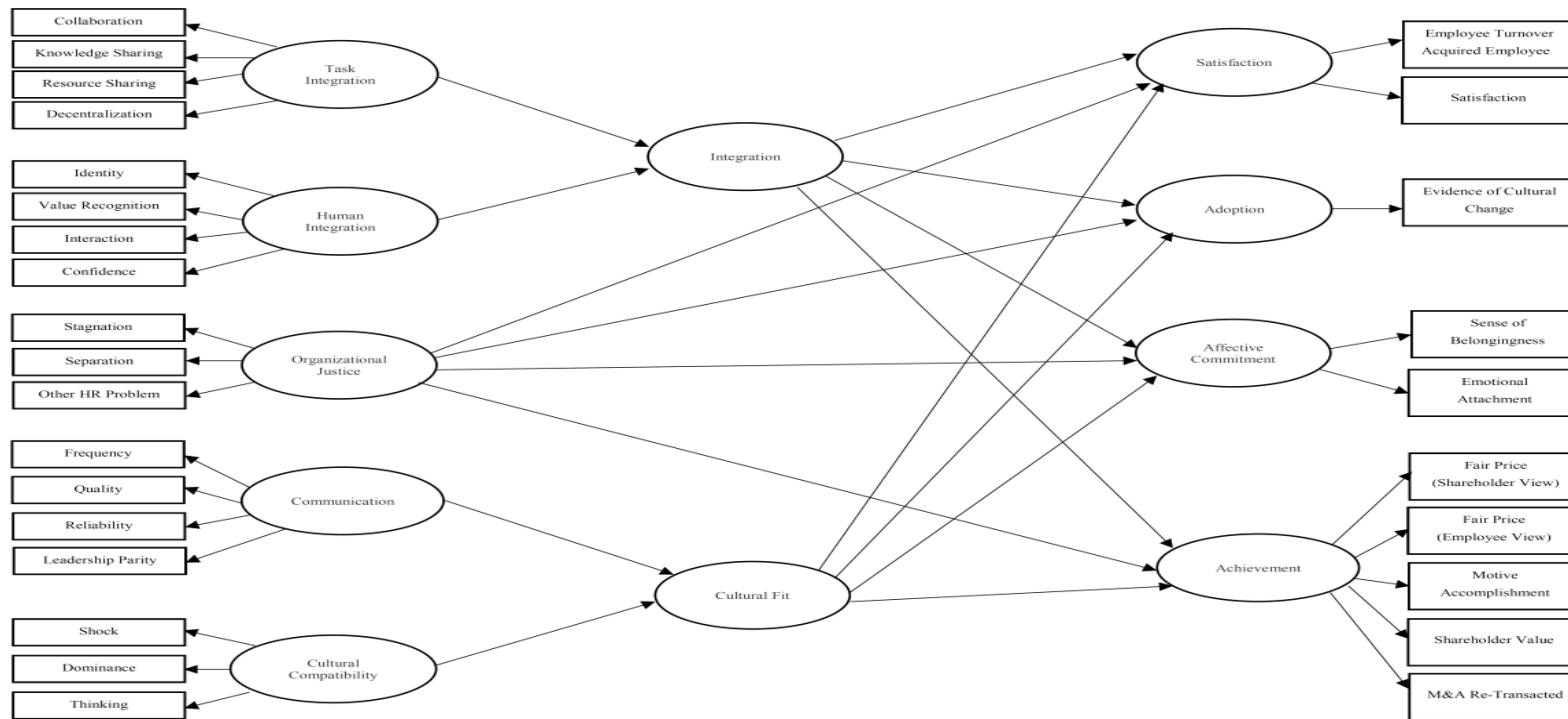 Collaboration
Knowledge Sharing
Resource Sharing
Decentralization
Task
Integration
Identity
Value Recognition
Interaction
Confidence
Human
Integration
Stagnation
Separation
Other HR Problem
Organizational
Justice
Frequency
Quality
Reliability
Leadership Parity
Communication
Shock
Dominance
Thinking
Cultural
Compatibility
Integration
Cultural Fit
Satisfaction
Adoption
Affective
Commitment
Achievement
Employee Turnover
Acquired Employee
Satisfaction
Evidence of Cultural
Change
Sense of
Belongingness
Emotional
Attachment
Fair Price
(Shareholder View)
Fair Price
(Employee View)
Motive
Accomplishment
Shareholder Value
M&A Re-Transacted